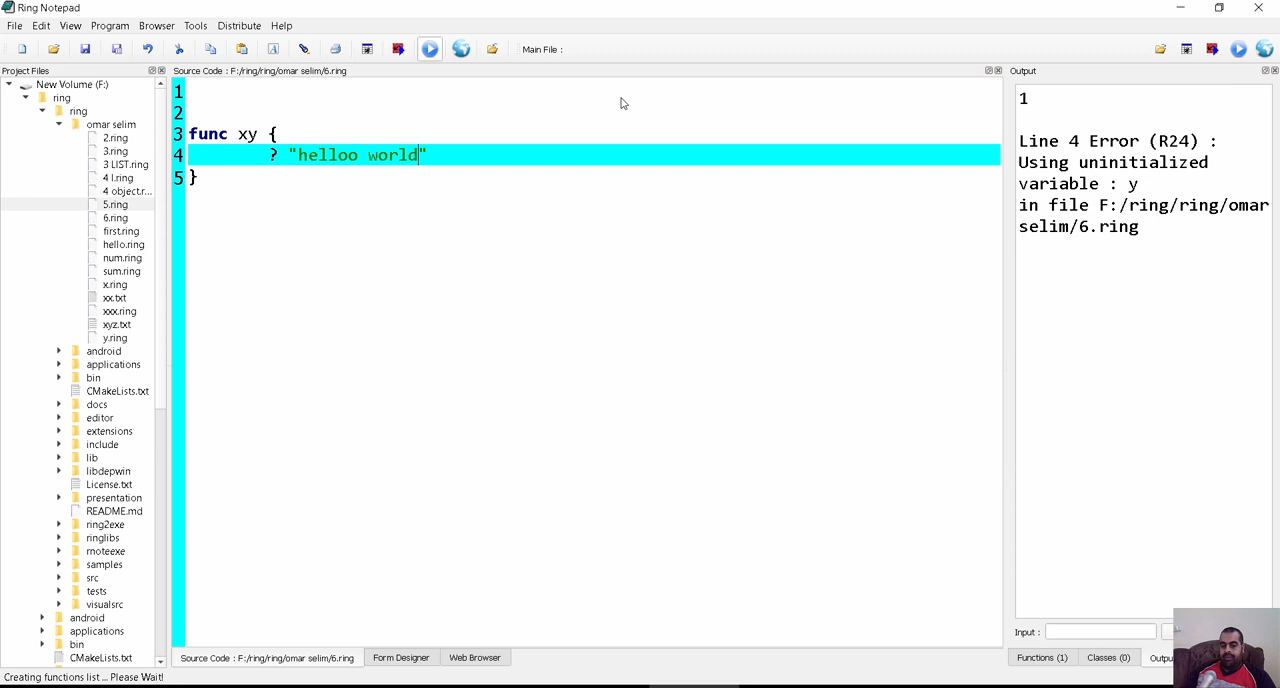 Ring Notepad
File Edit View Program Browser Tools Distribute Help
Main File :
Project Files
New Volume (F:)
ring
ring
omar selim
2.ring
3.ring
3 LIST.ring
4 l.ring
4 object.r...
5.ring
6.ring
first.ring
hello.ring
num.ring
sum.ring
x.ring
xx.txt
xxx.ring
xyz.txt
y.ring
android
applications
bin
CMakeLists.txt
docs
editor
extensions
include
lib
libdepwin
License.txt
presentation
README.md
ring2exe
ringlibs
rnoteexe
samples
src
tests
visualsrc
android
applications
bin
CMakeLists.txt
Source Code : F:/ring/ring/omar selim/6.ring
1
2
3 func xy {
4 ? "helloo world"
5 }
Source Code : F:/ring/ring/omar selim/6.ring Form Designer Web Browser
Output
1
Line 4 Error (R24) :
Using uninitialized
variable : y
in file F:/ring/ring/omar
selim/6.ring
Input :
Functions (1) Classes (0) Outpu
Creating functions list ... Please Wait!